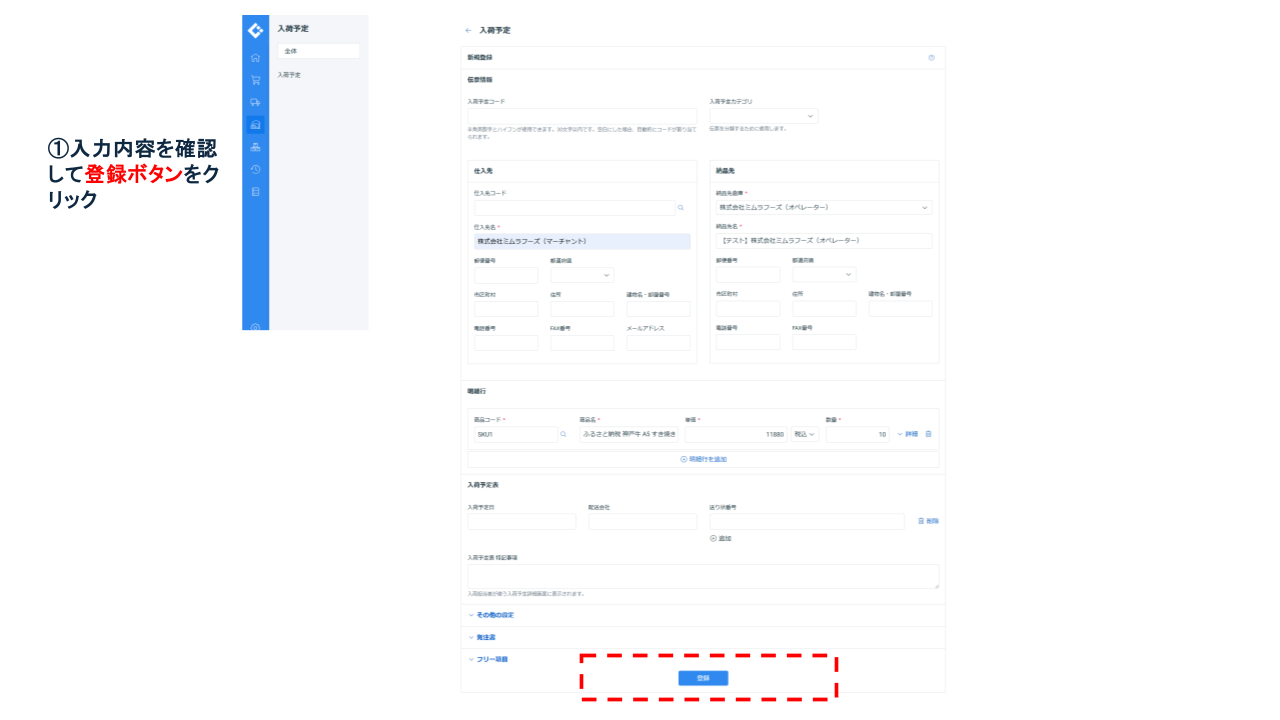 入荷予定
全体
入荷予定
①入力内容を確認
して登録ボタンをク
リック
← 入荷予定
新規登録
伝票情報
入荷予定コード
入荷予定カテゴリ
半角英数字とハイフンが使用できます。30文字以内です。空白にした場合、自動的にコードが割り当て
られます。
伝票を分類するために使用します。
仕入先
仕入先コード
仕入先名 *
株式会社ミムラフーズ（マーチャント）
郵便番号 都道府県
市区町村 住所 建物名・部屋番号
電話番号 FAX番号 メールアドレス
納品先
納品先倉庫 *
株式会社ミムラフーズ（オペレーター）
納品先名 *
【テスト】株式会社ミムラフーズ（オペレーター）
郵便番号 都道府県
市区町村 住所 建物名・部屋番号
電話番号 FAX番号
明細行
商品コード * 商品名 * 単価 * 数量 *
SKU1 ふるさと納税 神戸牛 A5 すき焼き 11880 税込 10 詳細
明細行を追加
入荷予定表
入荷予定日 配送会社 送り状番号
削除
追加
入荷予定表 特記事項
入荷担当者が使う入荷予定詳細画面に表示されます。
その他の設定
発注書
フリー項目
登録